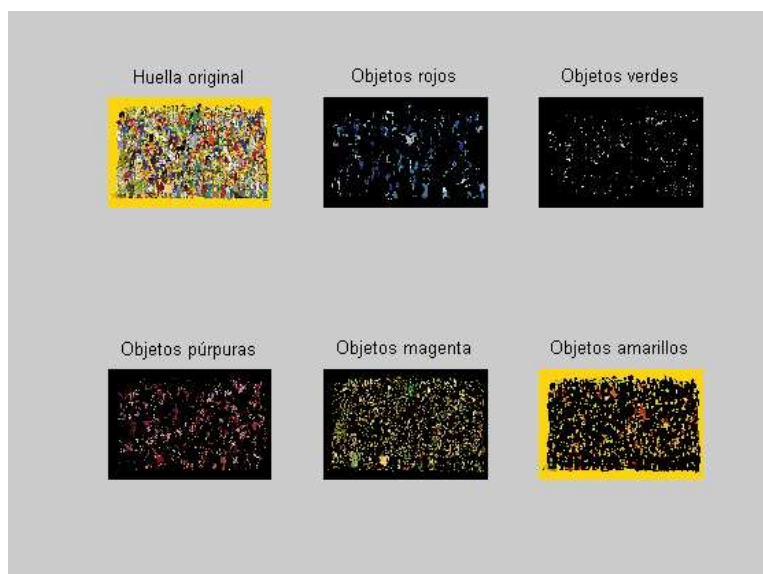 Huella original
Objetos rojos
Objetos verdes
Objetos púrpuras
Objetos magenta
Objetos amarillos